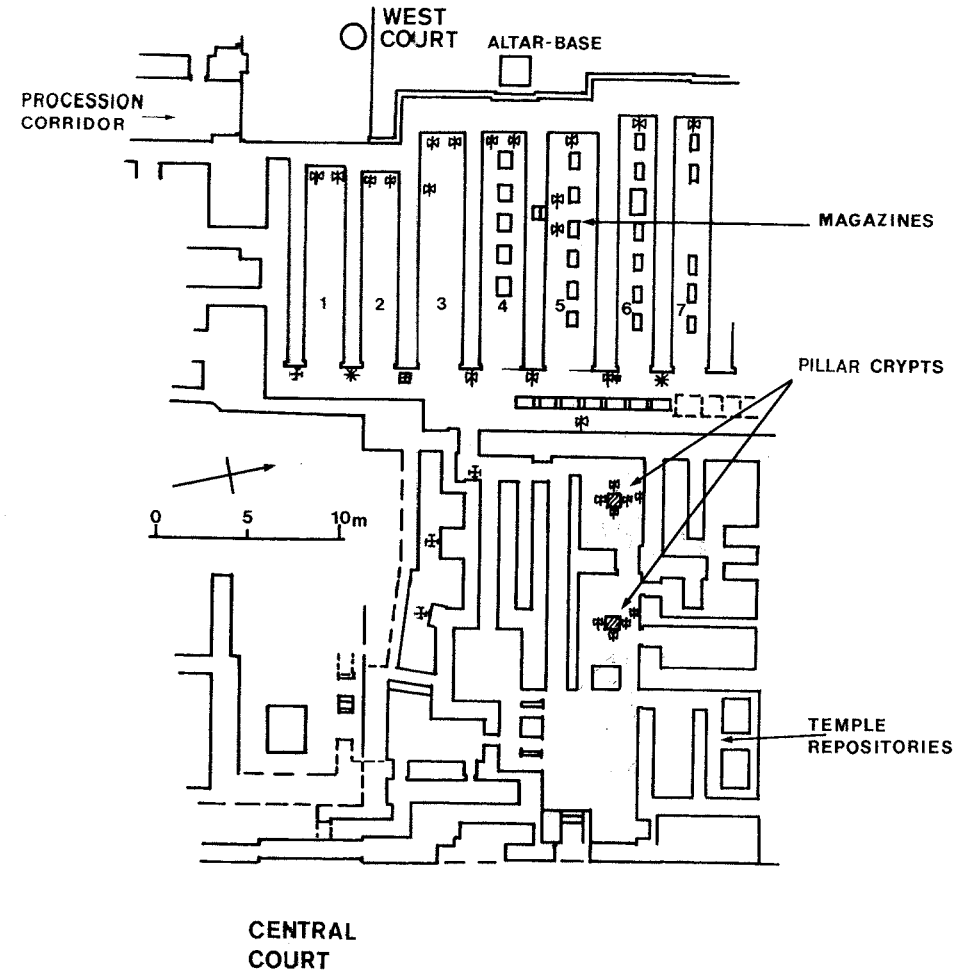 WEST
COURT
ALTAR-BASE
PROCESSION
CORRIDOR
MAGAZINES
1 2 3 4 5 6 7
PILLAR CRYPTS
0 5 10m
TEMPLE
REPOSITORIES
CENTRAL
COURT